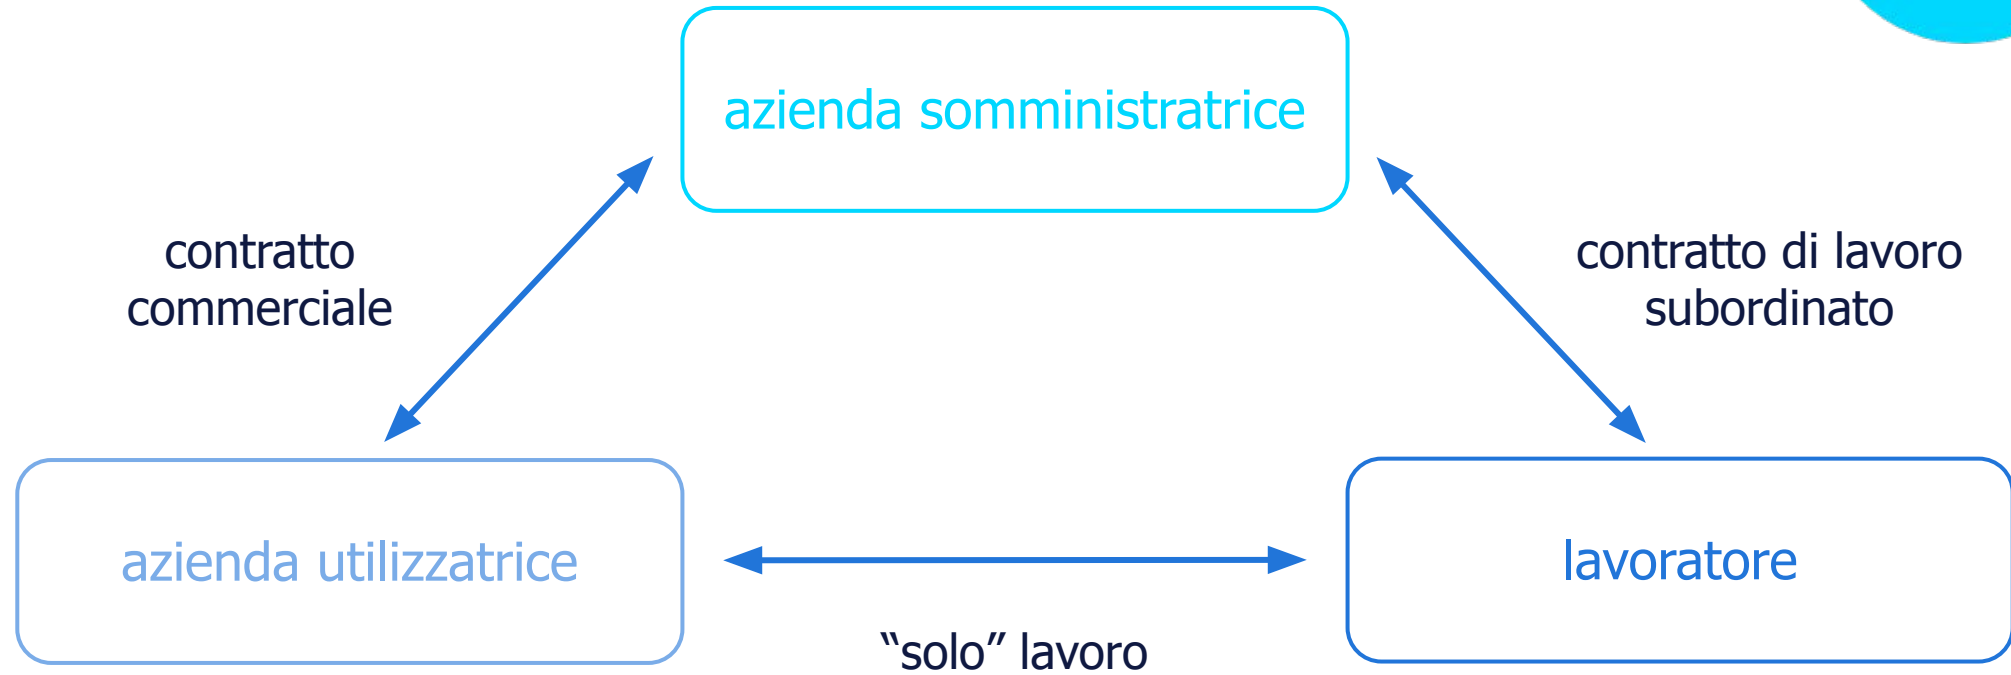 azienda somministratrice
contratto
commerciale
contratto di lavoro
subordinato
azienda utilizzatrice
lavoratore
“solo” lavoro